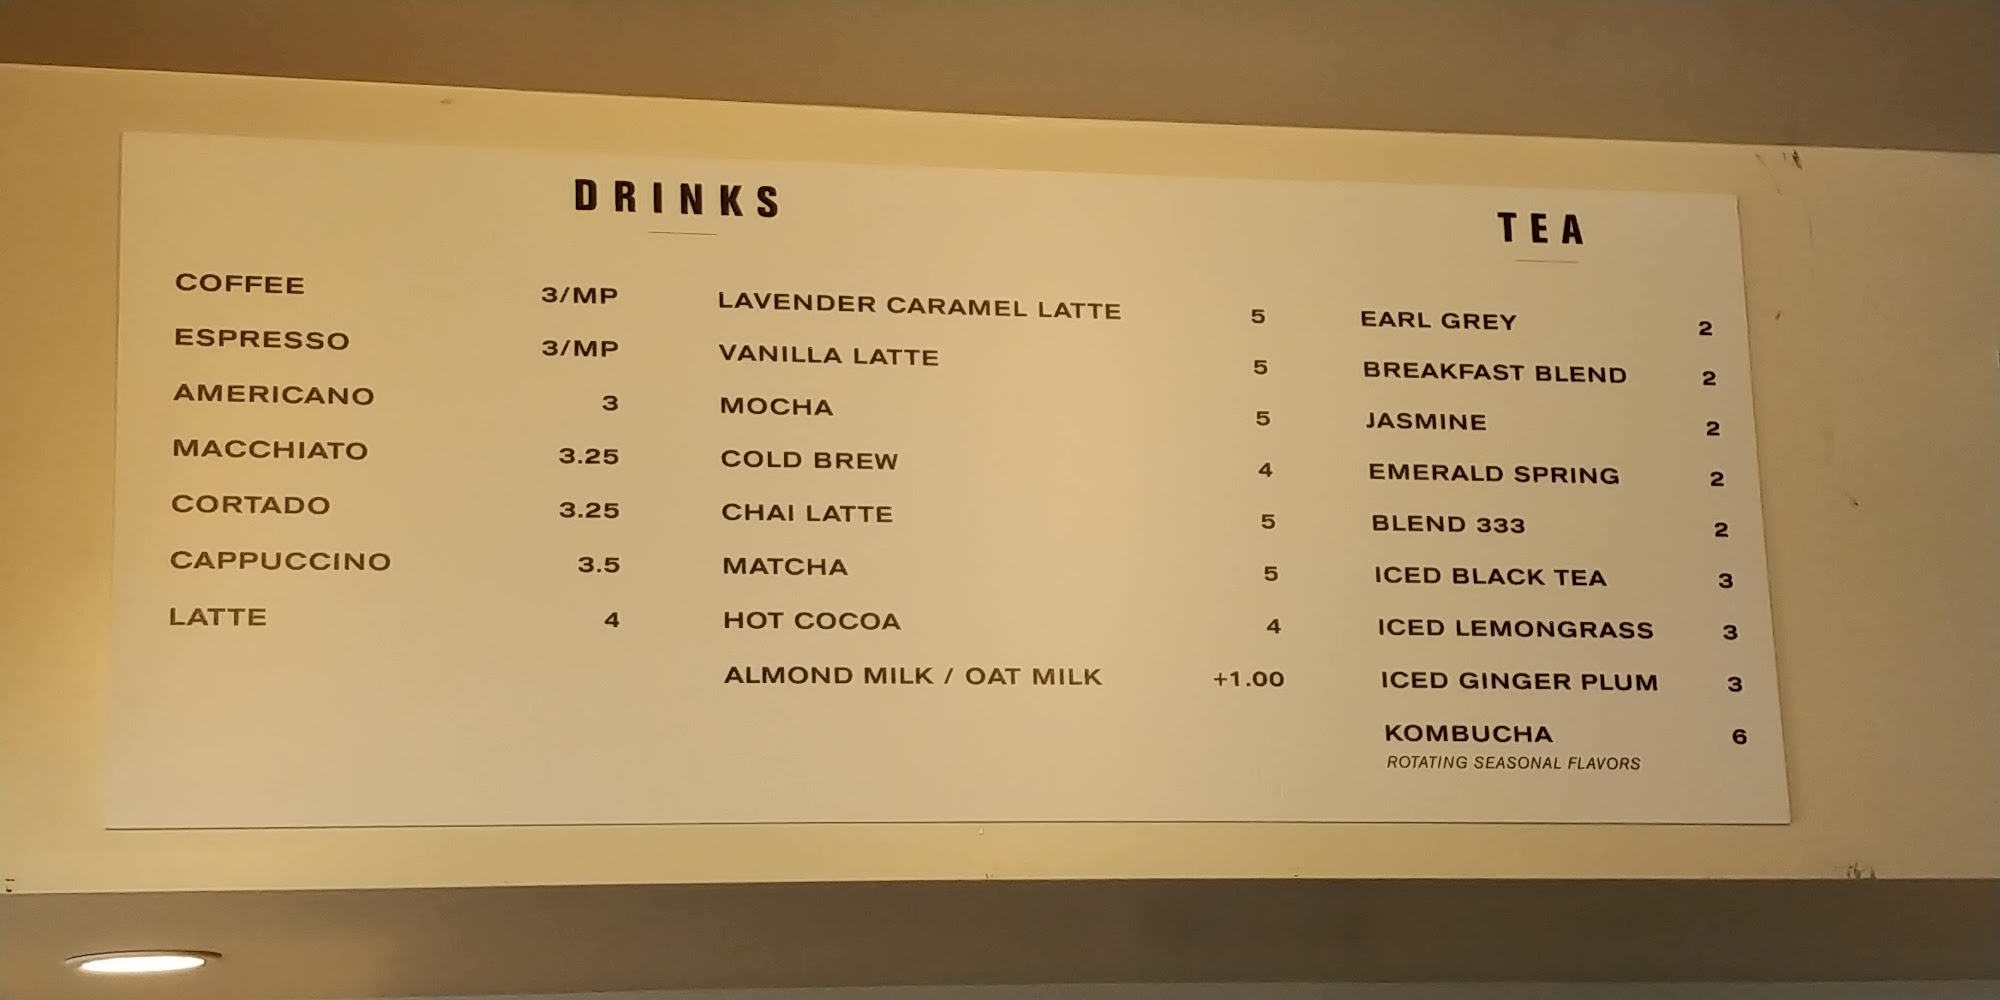 DRINKS
COFFEE 3/MP
ESPRESSO 3/MP
AMERICANO 3
MACCHIATO 3.25
CORTADO 3.25
CAPPUCCINO 3.5
LATTE 4
LAVENDER CARAMEL LATTE 5
VANILLA LATTE 5
MOCHA 5
COLD BREW 4
CHAI LATTE 5
MATCHA 5
HOT COCOA 4
ALMOND MILK / OAT MILK +1.00
TEA
EARL GREY 2
BREAKFAST BLEND 2
JASMINE 2
EMERALD SPRING 2
BLEND 333 2
ICED BLACK TEA 3
ICED LEMONGRASS 3
ICED GINGER PLUM 3
KOMBUCHA 6
ROTATING SEASONAL FLAVORS